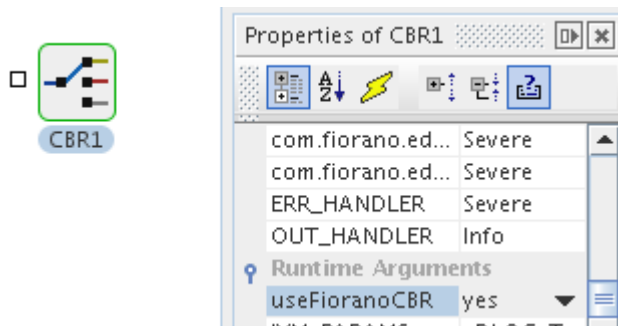 CBR1
Properties of CBR1
com.fiorano.ed... Severe
com.fiorano.ed... Severe
ERR_HANDLER Severe
OUT_HANDLER Info
Runtime Arguments
useFioranoCBR yes